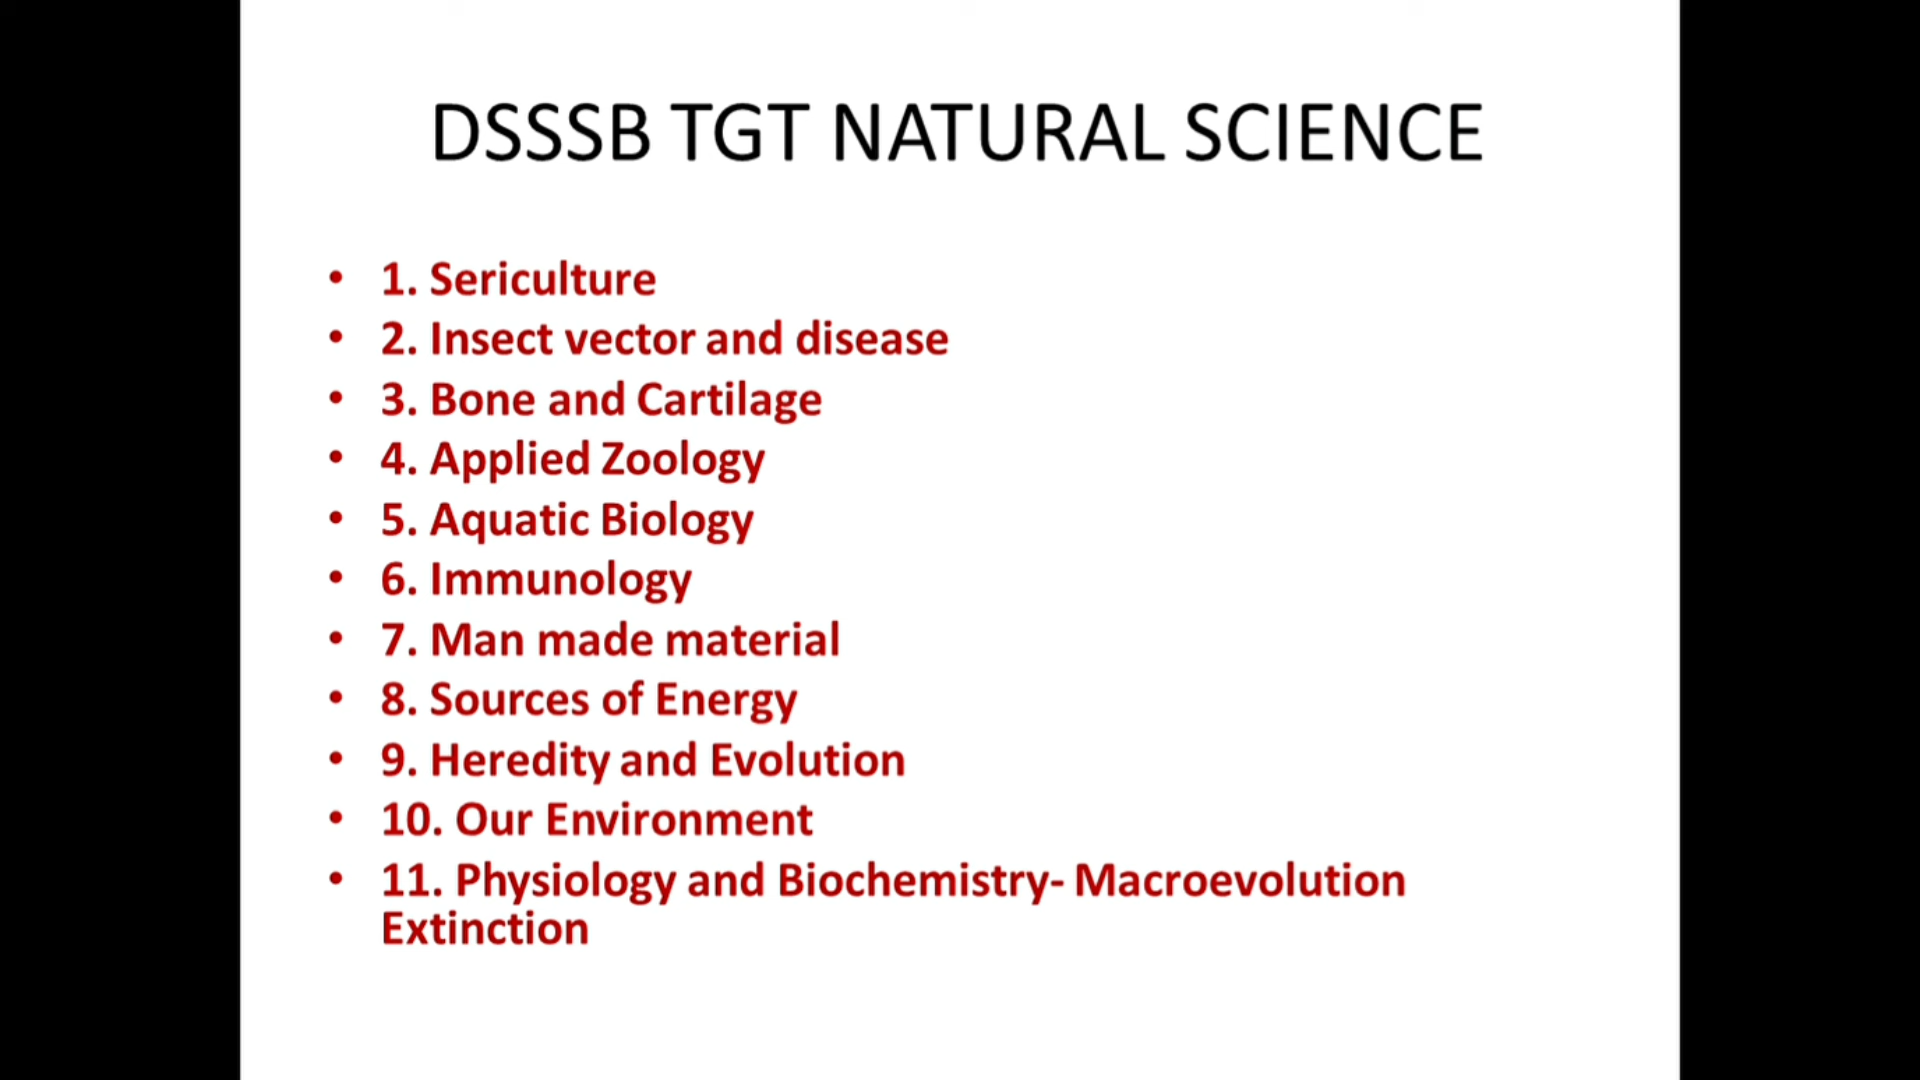 DSSSB TGT NATURAL SCIENCE
• 1. Sericulture
• 2. Insect vector and disease
• 3. Bone and Cartilage
• 4. Applied Zoology
• 5. Aquatic Biology
• 6. Immunology
• 7. Man made material
• 8. Sources of Energy
• 9. Heredity and Evolution
• 10. Our Environment
• 11. Physiology and Biochemistry- Macroevolution
Extinction